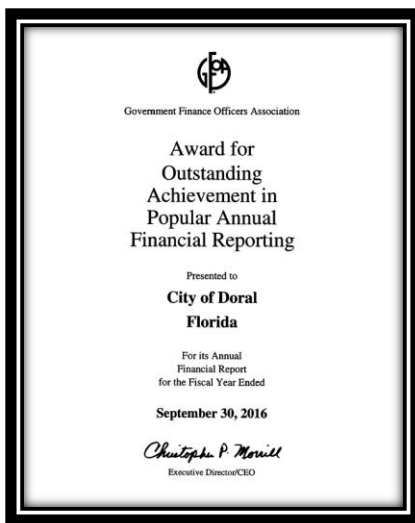 GFOA
Government Finance Officers Association
Award for
Outstanding
Achievement in
Popular Annual
Financial Reporting
Presented to
City of Doral
Florida
For its Annual
Financial Report
for the Fiscal Year Ended
September 30, 2016
Christopher P. Morrill
Executive Director/CEO